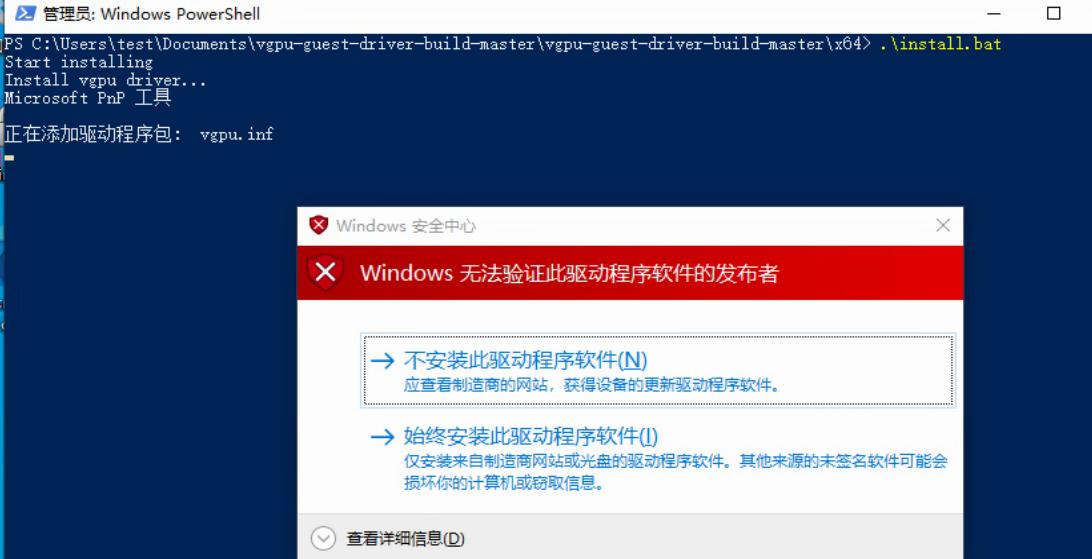 管理员: Windows PowerShell
PS C:\Users\test\Documents\vgpu-guest-driver-build-master\vgpu-guest-driver-build-master\x64> .\install.bat
Start installing
Install vgpu driver...
Microsoft PnP 工具
正在添加驱动程序包:  vgpu.inf
Windows 安全中心
Windows 无法验证此驱动程序软件的发布者
不安装此驱动程序软件(N)
应查看制造商的网站，获得设备的更新驱动程序软件。
始终安装此驱动程序软件(I)
仅安装来自制造商网站或光盘的驱动程序软件。其他来源的未签名软件可能会
损坏你的计算机或窃取信息。
查看详细信息(D)